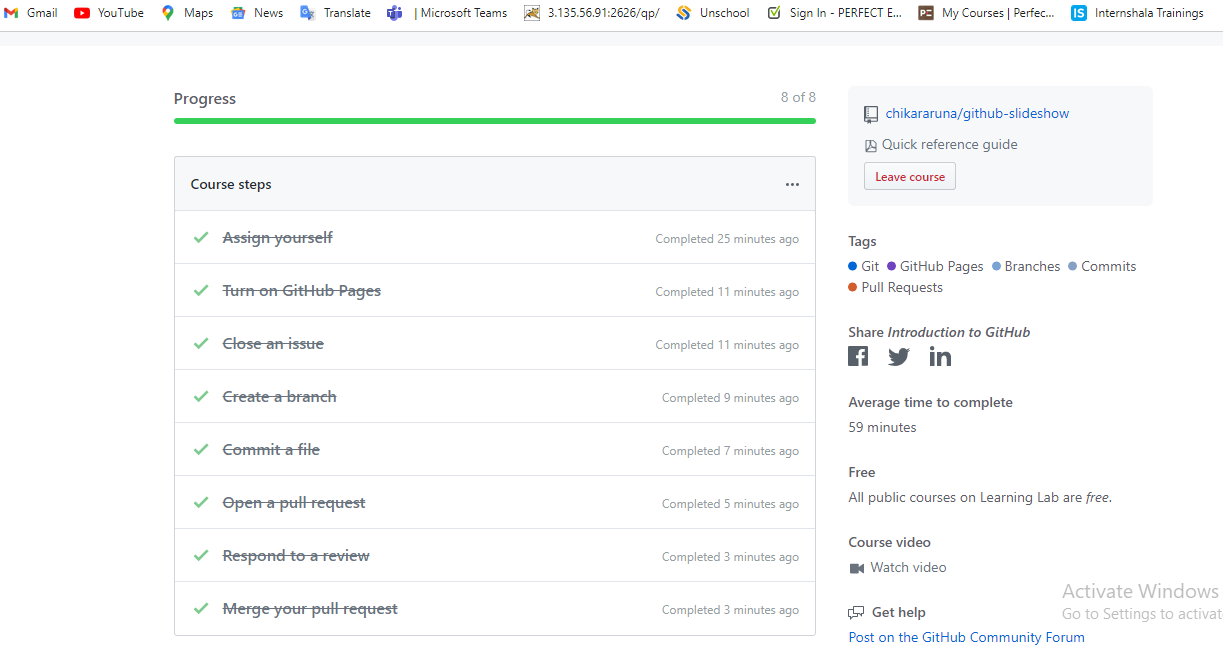 Gmail YouTube Maps News Translate | Microsoft Teams 3.135.56.91:2626/qp/ Unschool Sign In - PERFECT E... PE My Courses | Perfec... IS Internshala Trainings
Progress 8 of 8
Course steps ...
Assign yourself Completed 25 minutes ago
Turn on GitHub Pages Completed 11 minutes ago
Close an issue Completed 11 minutes ago
Create a branch Completed 9 minutes ago
Commit a file Completed 7 minutes ago
Open a pull request Completed 5 minutes ago
Respond to a review Completed 3 minutes ago
Merge your pull request Completed 3 minutes ago
chikararuna/github-slideshow
Quick reference guide
Leave course
Tags
Git GitHub Pages Branches Commits
Pull Requests
Share Introduction to GitHub
Average time to complete
59 minutes
Free
All public courses on Learning Lab are free.
Course video
Watch video
Get help
Post on the GitHub Community Forum
Activate Windows
Go to Settings to activat